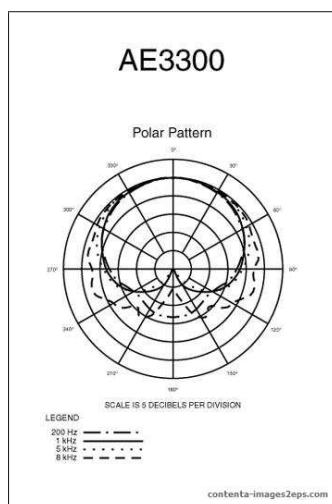 AE3300
Polar Pattern
0°
330°
30°
300°
60°
270°
90°
240°
120°
210°
150°
180°
SCALE IS 5 DECIBELS PER DIVISION
LEGEND
200 Hz
1 kHz
5 kHz
8 kHz
contenta-images2eps.com